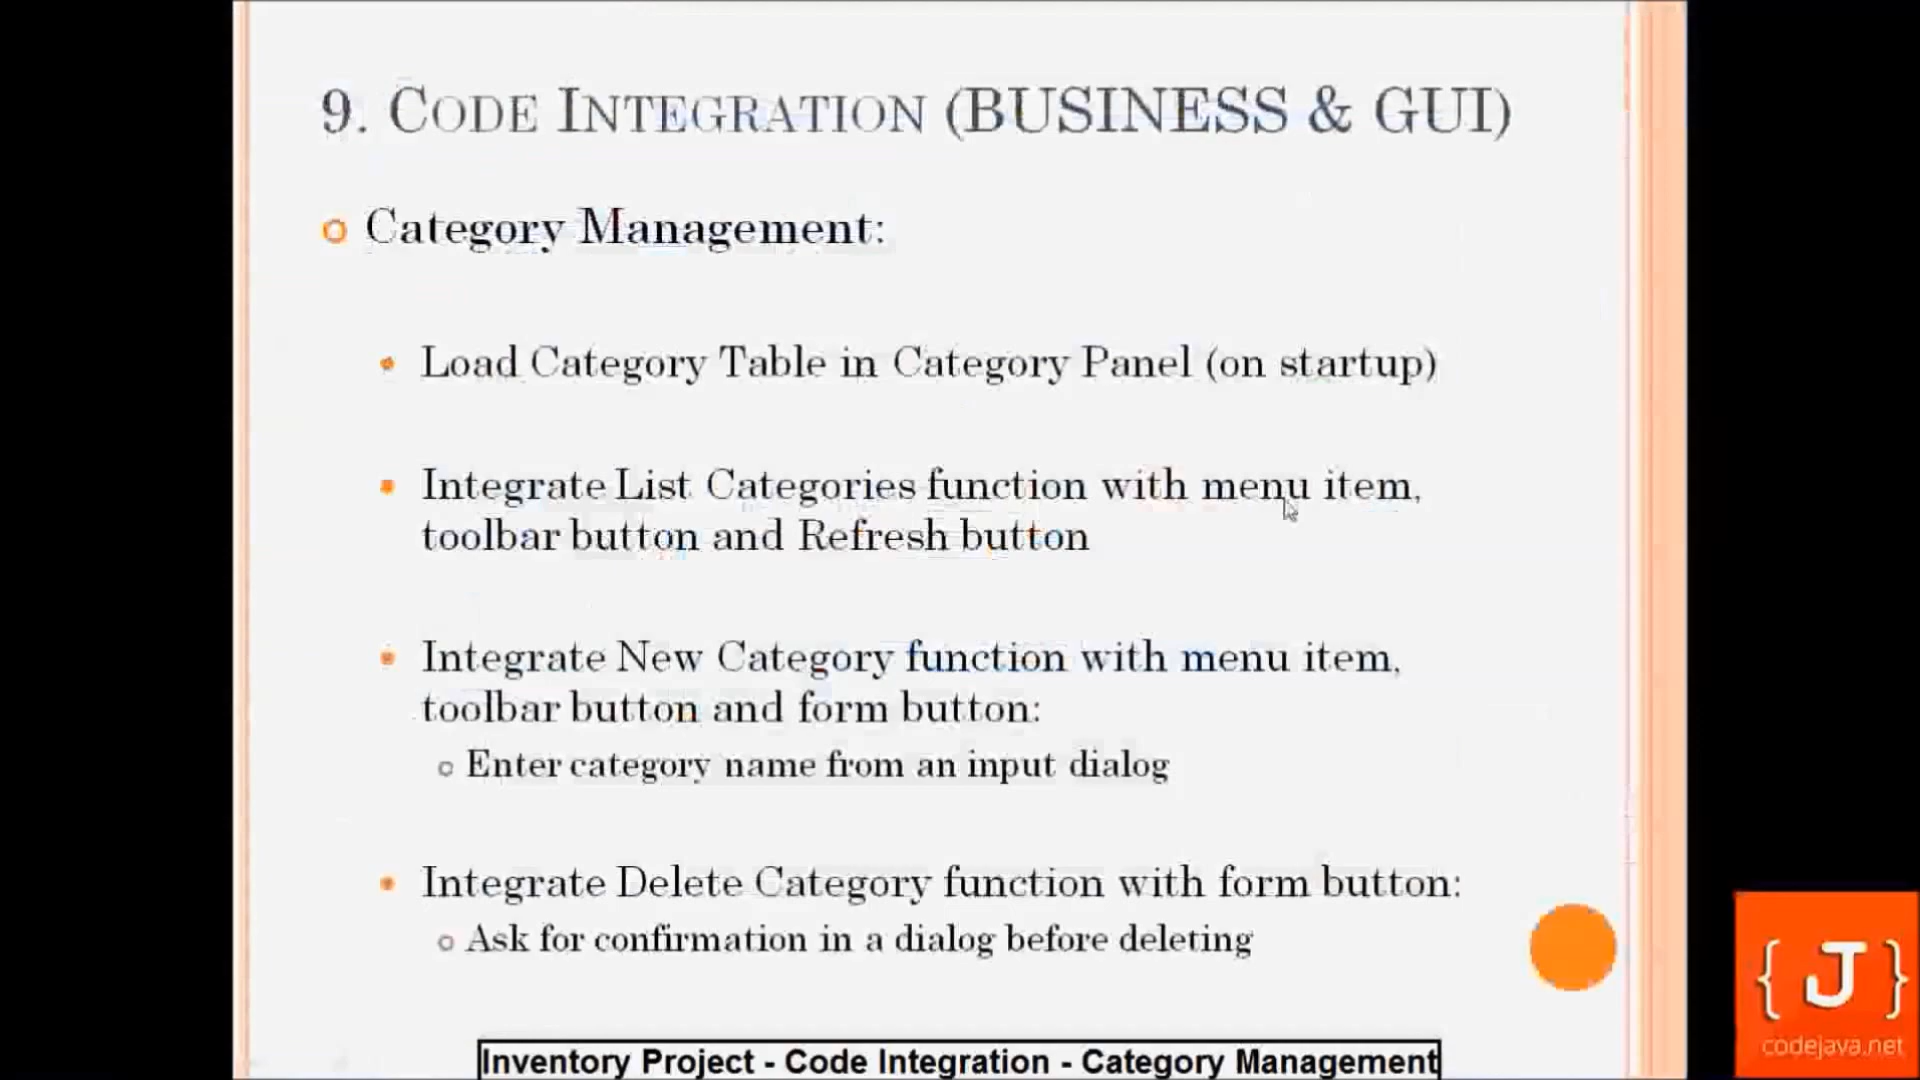 9. CODE INTEGRATION (BUSINESS & GUI)
Category Management:
Load Category Table in Category Panel (on startup)
Integrate List Categories function with menu item,
toolbar button and Refresh button
Integrate New Category function with menu item,
toolbar button and form button:
Enter category name from an input dialog
Integrate Delete Category function with form button:
Ask for confirmation in a dialog before deleting
Inventory Project - Code Integration - Category Management
{ J }
codejava.net